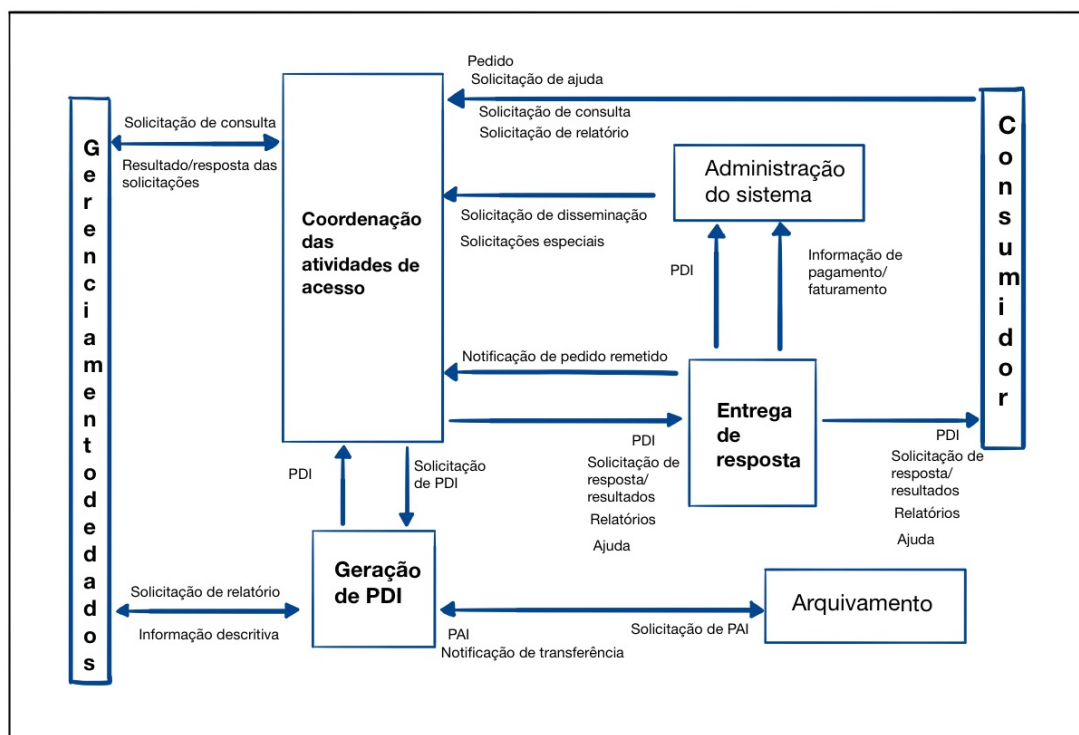 Pedido
Solicitação de ajuda
Solicitação de consulta
Solicitação de relatório
Gerenciamentodedados
Solicitação de consulta
Resultado/resposta das
solicitações
Coordenação
das
atividades de
acesso
Consumidor
Administração
do sistema
Solicitação de disseminação
Solicitações especiais
PDI
Informação de
pagamento/
faturamento
Notificação de pedido remetido
Entrega
de
resposta
PDI
Solicitação de
resposta/
resultados
Relatórios
Ajuda
PDI
Solicitação de
resposta/
resultados
Relatórios
Ajuda
PDI
Solicitação
de PDI
Geração
de PDI
Solicitação de relatório
Informação descritiva
PAI
Notificação de transferência
Solicitação de PAI
Arquivamento